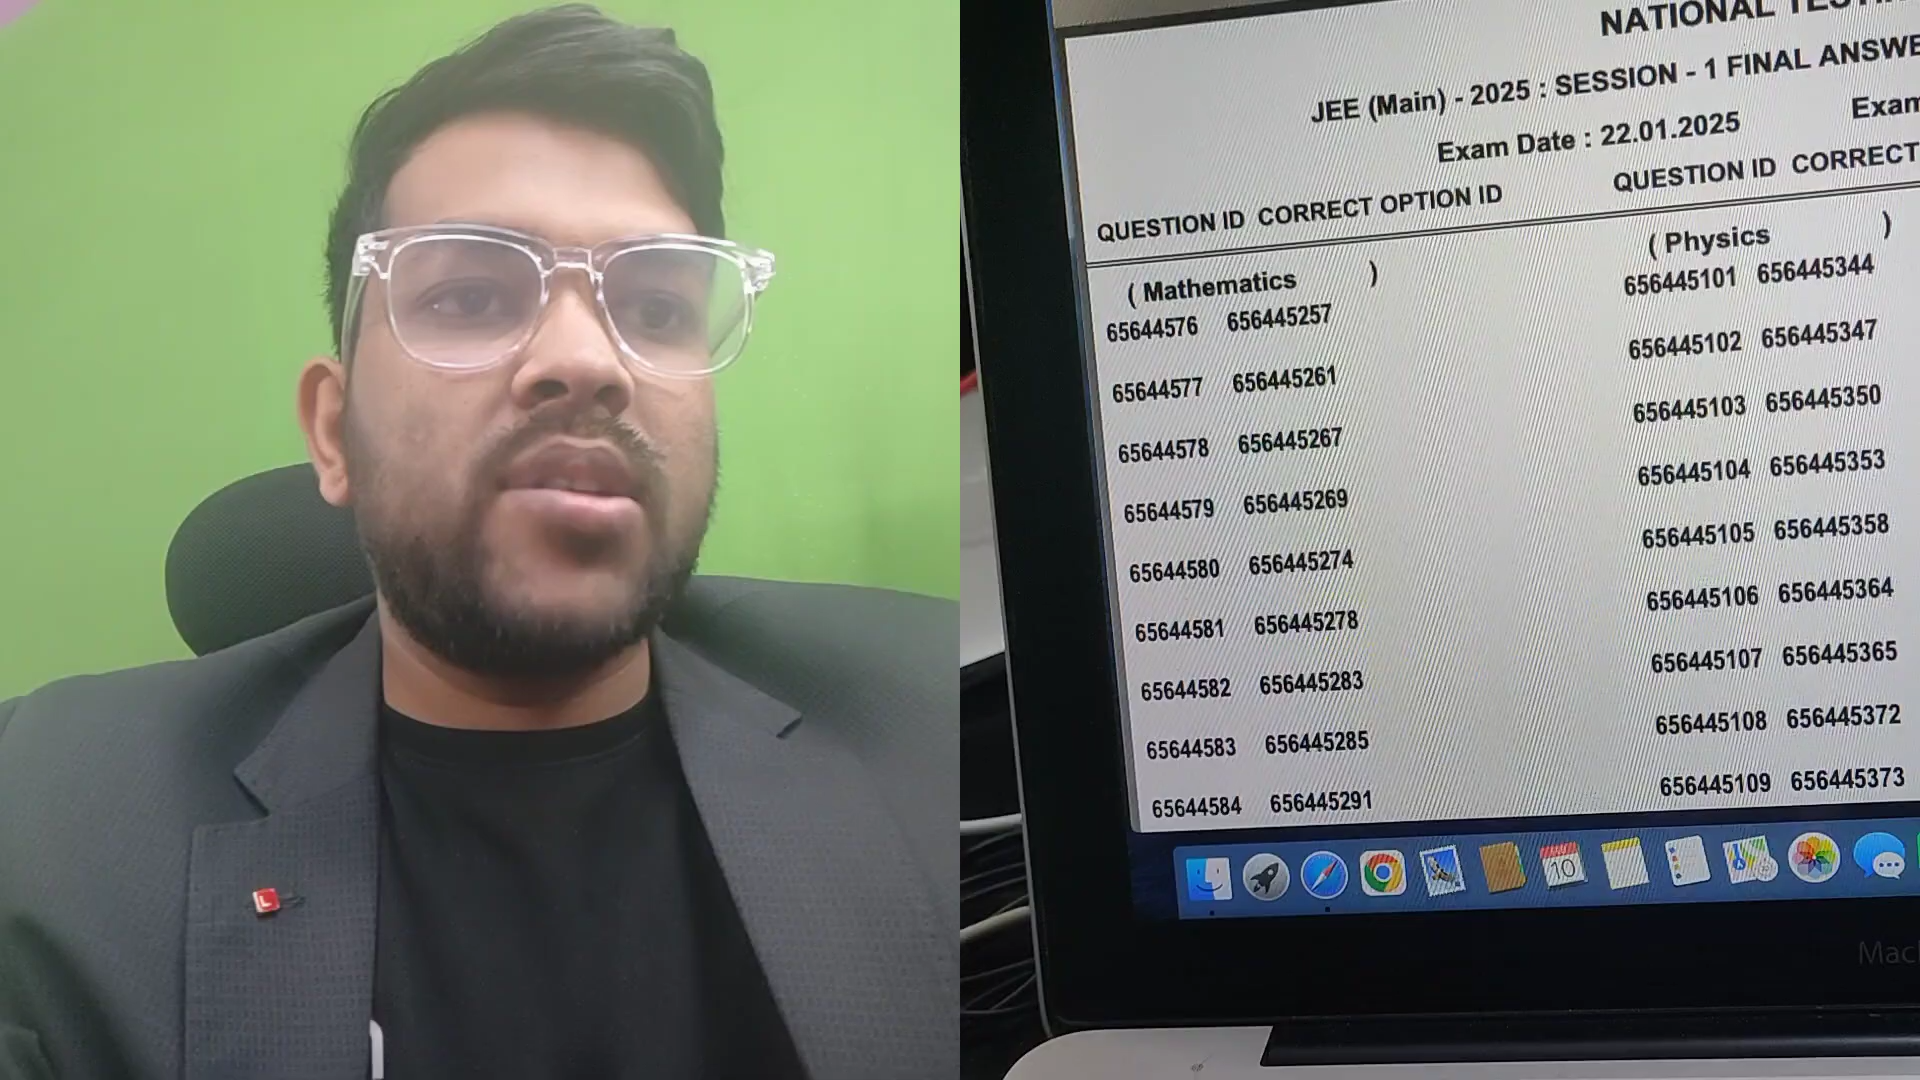 NATIONAL
JEE (Main) - 2025 : SESSION - 1 FINAL
Exam Date : 22.01.2025 Exam
QUESTION ID CORRECT OPTION ID QUESTION ID CORRECT
( Mathematics ) ( Physics )
65644576 656445257 656445101 656445344
65644577 656445261 656445102 656445347
65644578 656445267 656445103 656445350
65644579 656445269 656445104 656445353
65644580 656445274 656445105 656445358
65644581 656445278 656445106 656445364
65644582 656445283 656445107 656445365
65644583 656445285 656445108 656445372
65644584 656445291 656445109 656445373
10
L